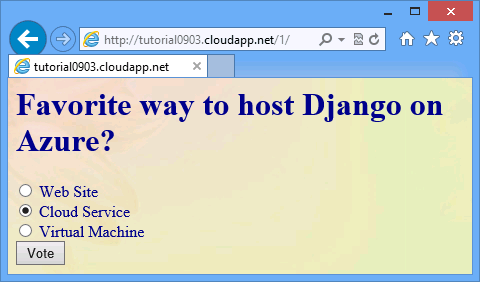 http://tutorial0903.cloudapp.net/1/
tutorial0903.cloudapp.net
Favorite way to host Django on
Azure?
Web Site
Cloud Service
Virtual Machine
Vote